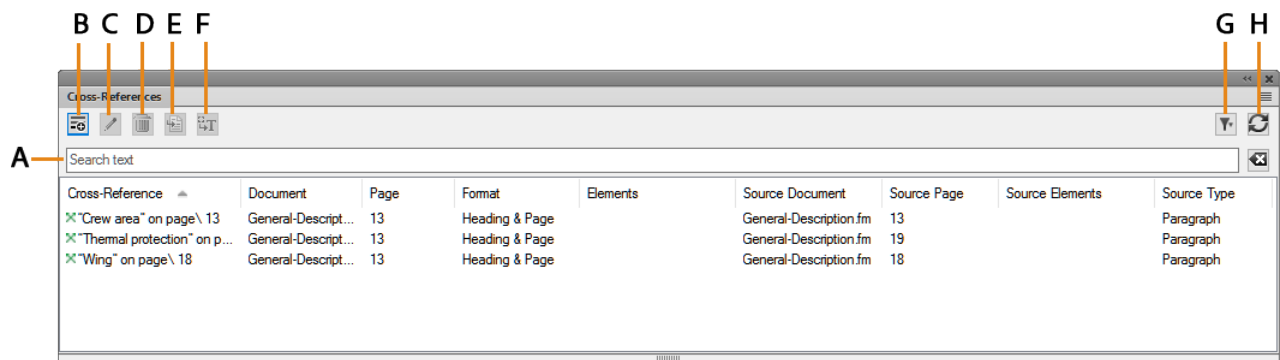 B C D E F G H
Cross-References
A
Search text
Cross-Reference Document Page Format Elements Source Document Source Page Source Elements Source Type
"Crew area" on page\ 13 General-Descript... 13 Heading & Page General-Description.fm 13 Paragraph
"Thermal protection" on p... General-Descript... 13 Heading & Page General-Description.fm 19 Paragraph
"Wing" on page\ 18 General-Descript... 13 Heading & Page General-Description.fm 18 Paragraph